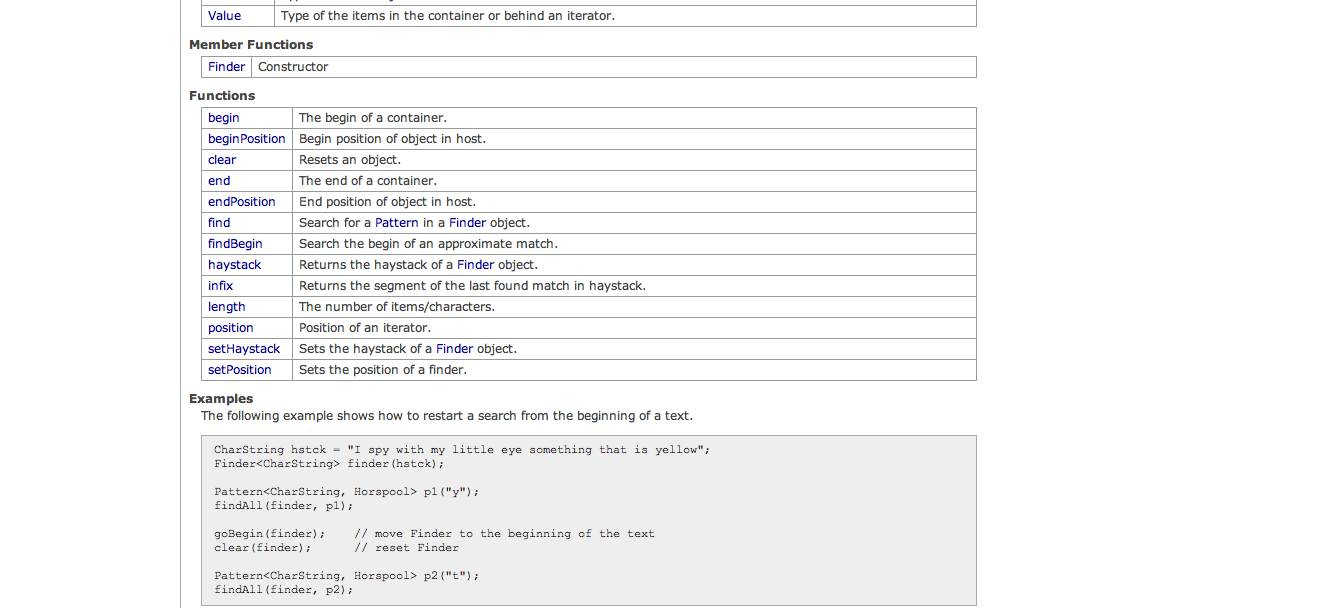 Value Type of the items in the container or behind an iterator.
Member Functions
Finder Constructor
Functions
begin The begin of a container.
beginPosition Begin position of object in host.
clear Resets an object.
end The end of a container.
endPosition End position of object in host.
find Search for a Pattern in a Finder object.
findBegin Search the begin of an approximate match.
haystack Returns the haystack of a Finder object.
infix Returns the segment of the last found match in haystack.
length The number of items/characters.
position Position of an iterator.
setHaystack Sets the haystack of a Finder object.
setPosition Sets the position of a finder.
Examples
The following example shows how to restart a search from the beginning of a text.
CharString hstck = "I spy with my little eye something that is yellow";
Finder<CharString> finder(hstck);
Pattern<CharString, Horspool> p1("y");
findAll(finder, p1);
goBegin(finder);    // move Finder to the beginning of the text
clear(finder);      // reset Finder
Pattern<CharString, Horspool> p2("t");
findAll(finder, p2);